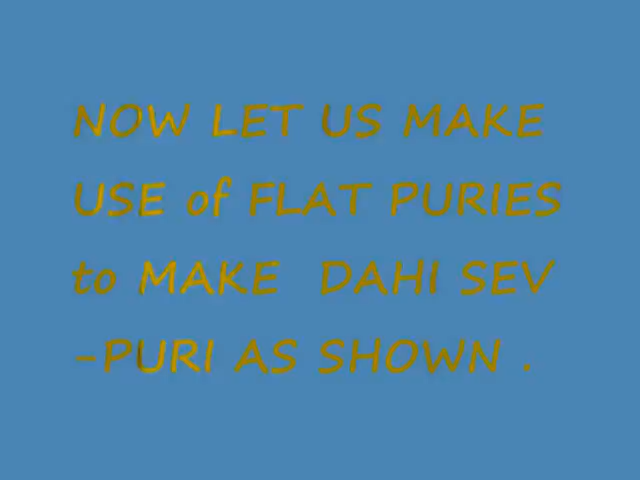 NOW LET US MAKE
USE of FLAT PURIES
to MAKE DAHI SEV
-PURI AS SHOWN .